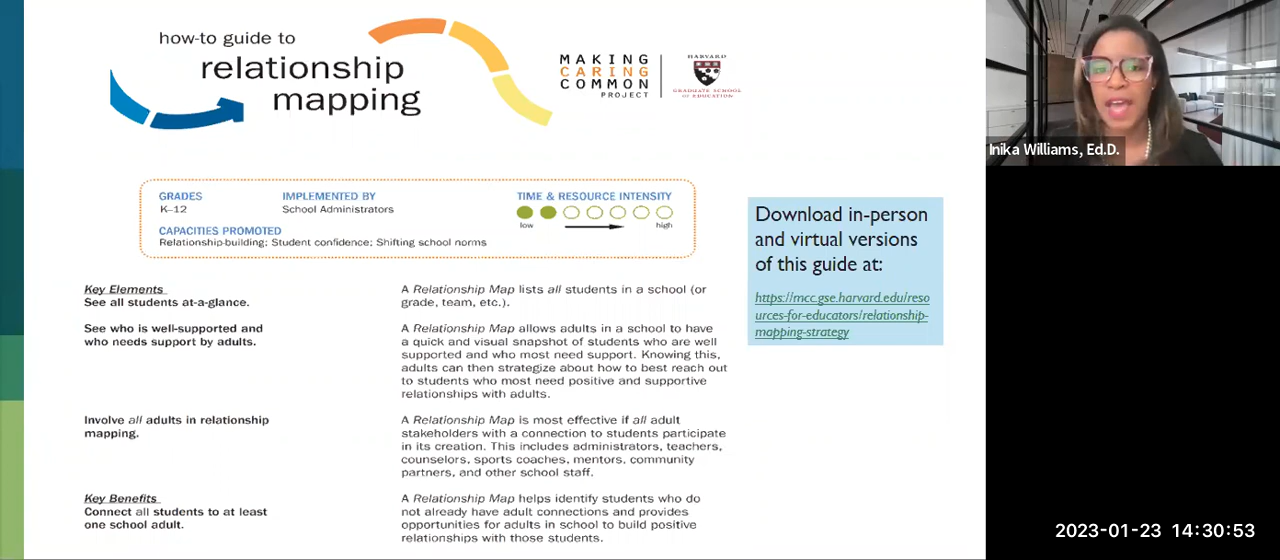 how-to guide to
relationship
mapping
MAKING
CARING
COMMON
PROJECT
HARVARD
GRADUATE SCHOOL
OF EDUCATION
Inika Williams, Ed.D.
GRADES
K–12
IMPLEMENTED BY
School Administrators
TIME & RESOURCE INTENSITY
low
high
CAPACITIES PROMOTED
Relationship-building; Student confidence; Shifting school norms
Download in-person
and virtual versions
of this guide at:
https://mcc.gse.harvard.edu/reso
urces-for-educators/relationship-
mapping-strategy
Key Elements
See all students at-a-glance.
A Relationship Map lists all students in a school (or
grade, team, etc.).
See who is well-supported and
who needs support by adults.
A Relationship Map allows adults in a school to have
a quick and visual snapshot of students who are well
supported and who most need support. Knowing this,
adults can then strategize about how to best reach out
to students who most need positive and supportive
relationships with adults.
Involve all adults in relationship
mapping.
A Relationship Map is most effective if all adult
stakeholders with a connection to students participate
in its creation. This includes administrators, teachers,
counselors, sports coaches, mentors, community
partners, and other school staff.
Key Benefits
Connect all students to at least
one school adult.
A Relationship Map helps identify students who do
not already have adult connections and provides
opportunities for adults in school to build positive
relationships with those students.
2023-01-23 14:30:53